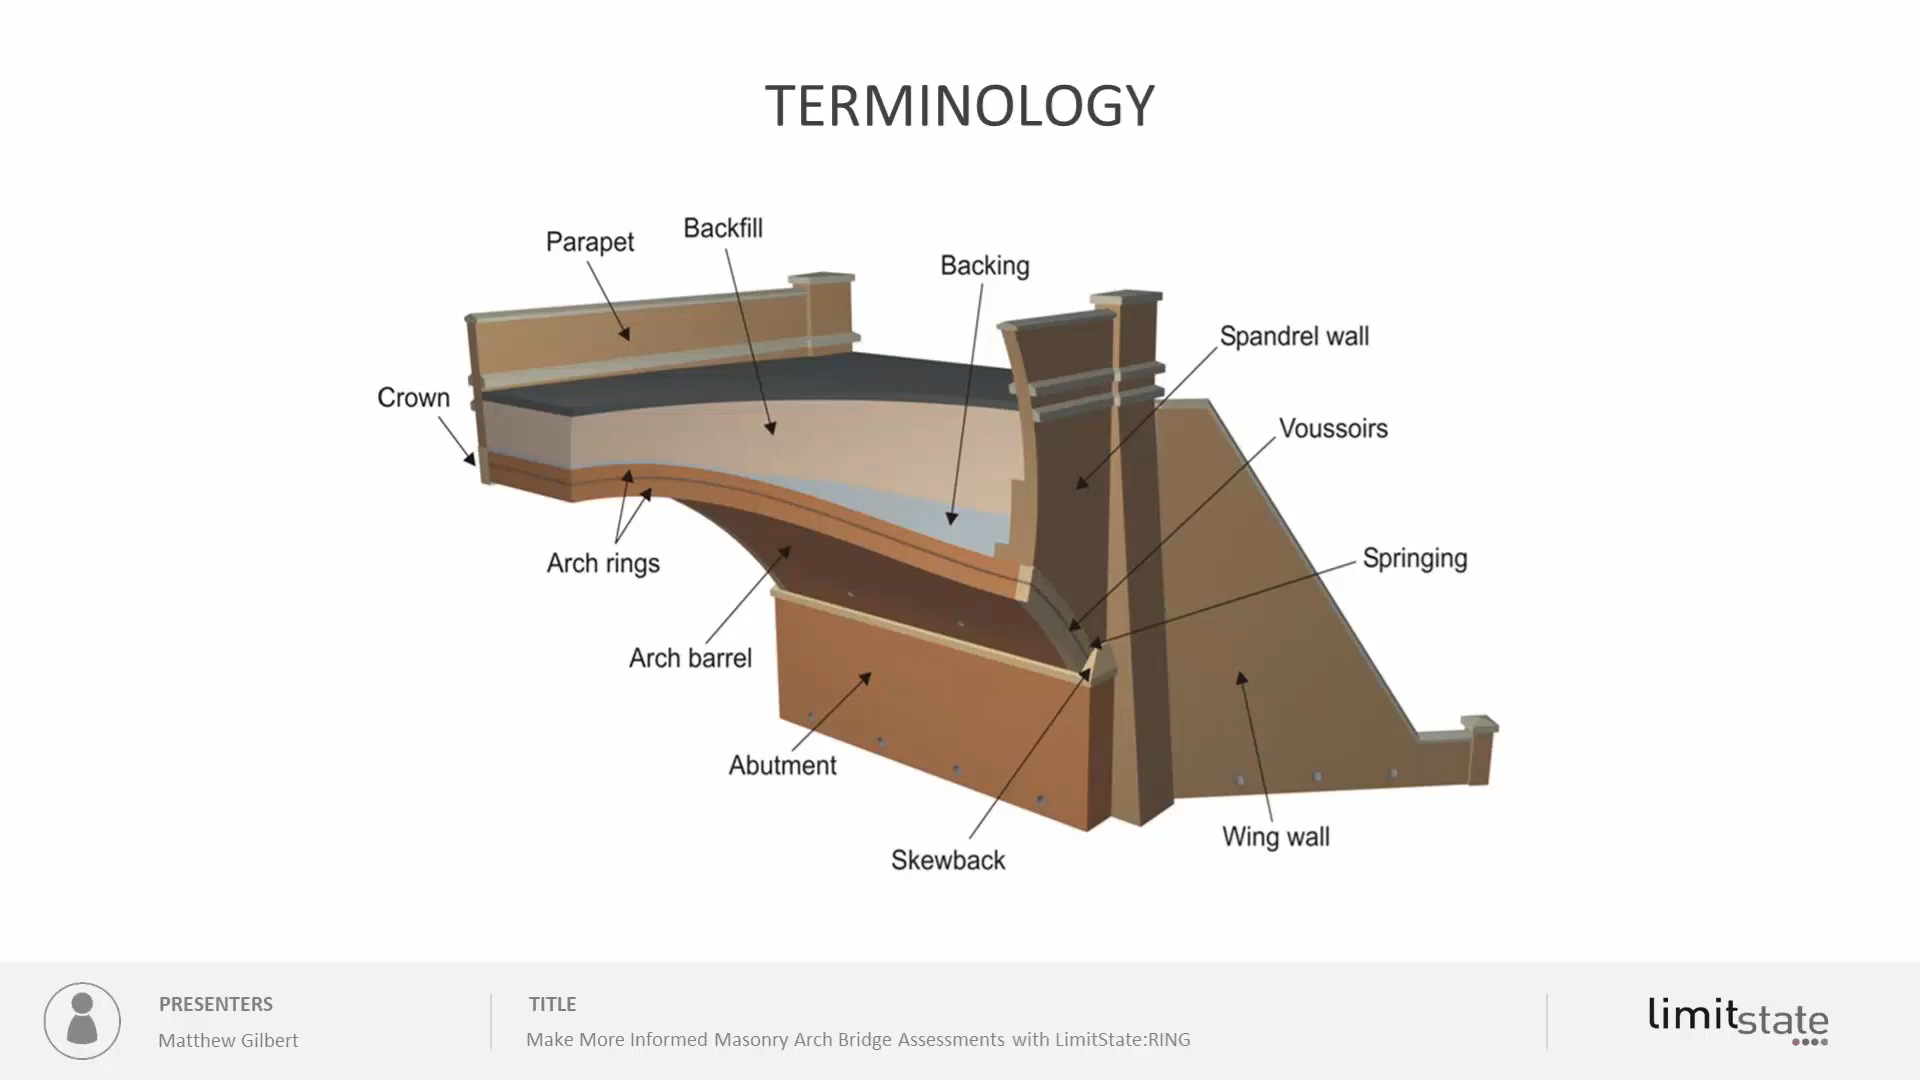 TERMINOLOGY
Parapet
Backfill
Backing
Spandrel wall
Crown
Voussoirs
Arch rings
Springing
Arch barrel
Abutment
Skewback
Wing wall
PRESENTERS
Matthew Gilbert
TITLE
Make More Informed Masonry Arch Bridge Assessments with LimitState:RING
limitstate